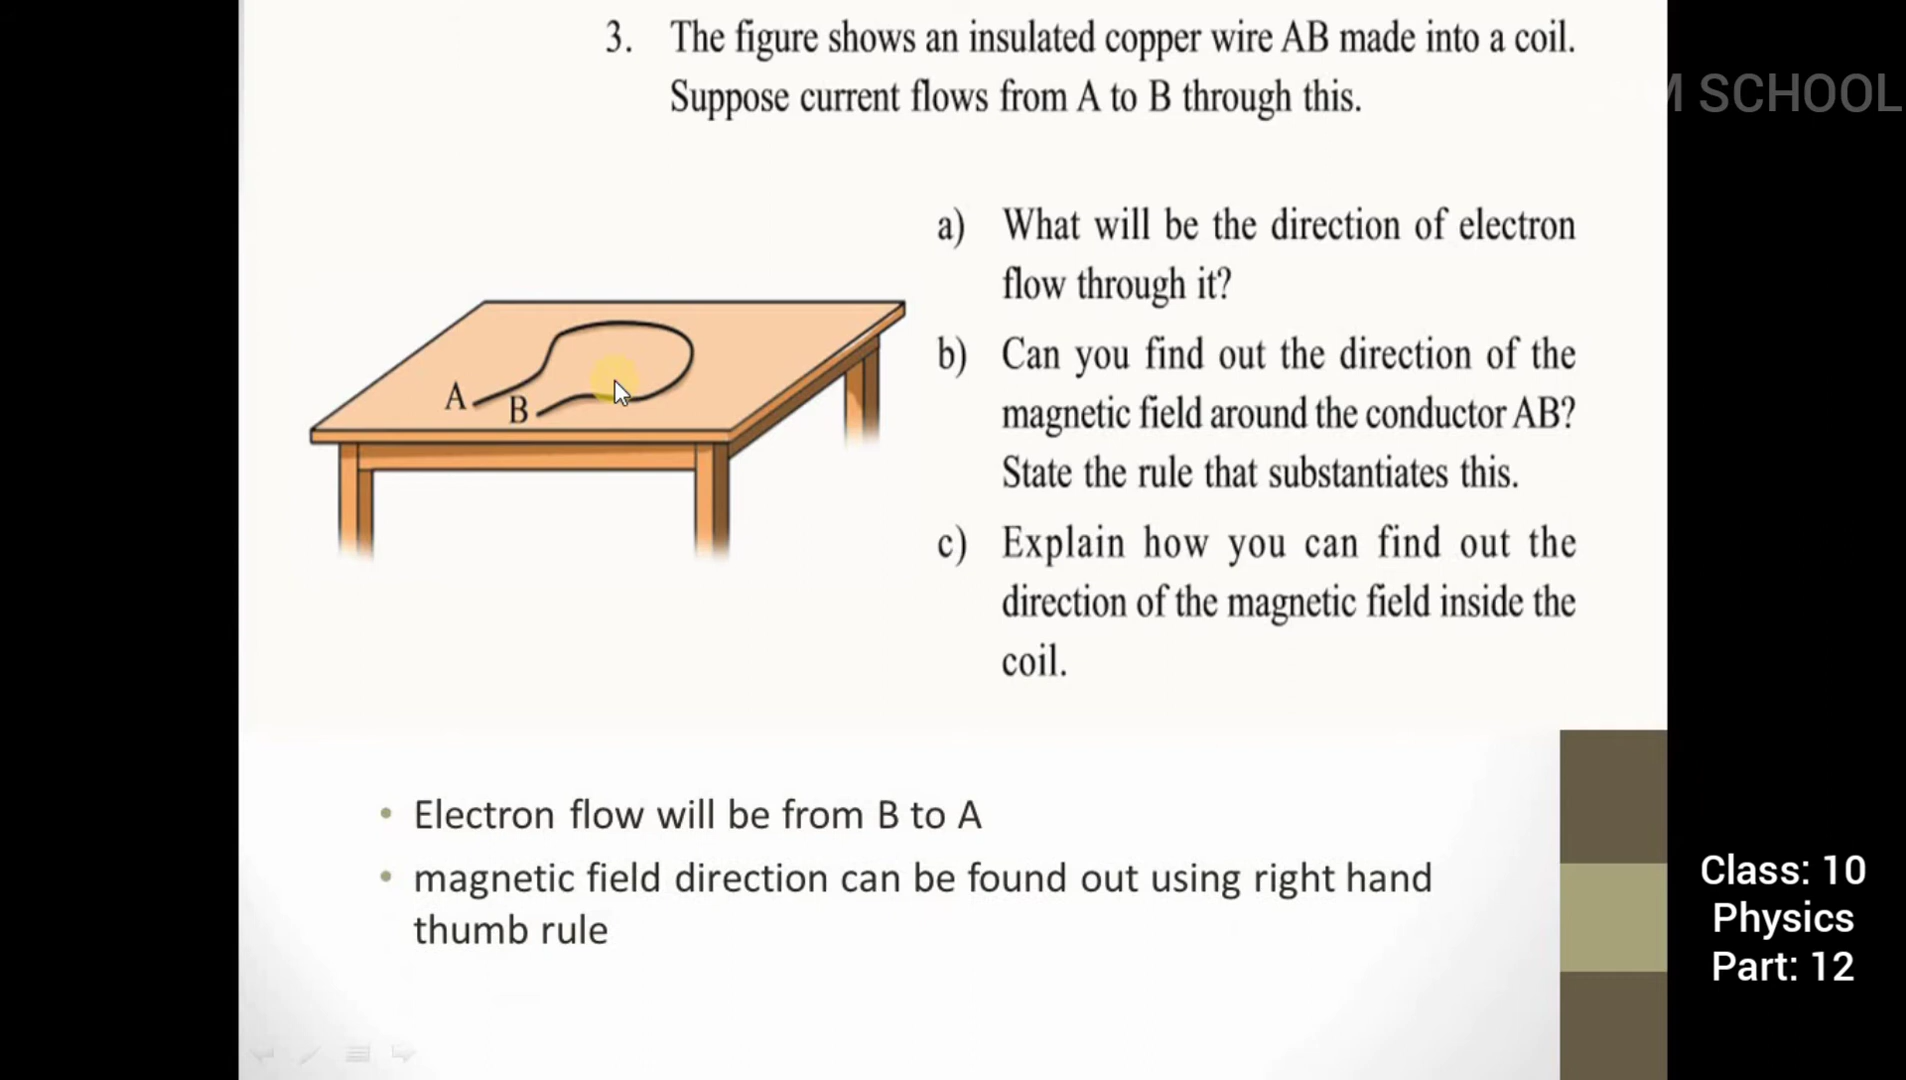 3. The figure shows an insulated copper wire AB made into a coil.
Suppose current flows from A to B through this.
M SCHOOL
a) What will be the direction of electron
flow through it?
b) Can you find out the direction of the
magnetic field around the conductor AB?
State the rule that substantiates this.
c) Explain how you can find out the
direction of the magnetic field inside the
coil.
A
B
• Electron flow will be from B to A
• magnetic field direction can be found out using right hand
thumb rule
Class: 10
Physics
Part: 12